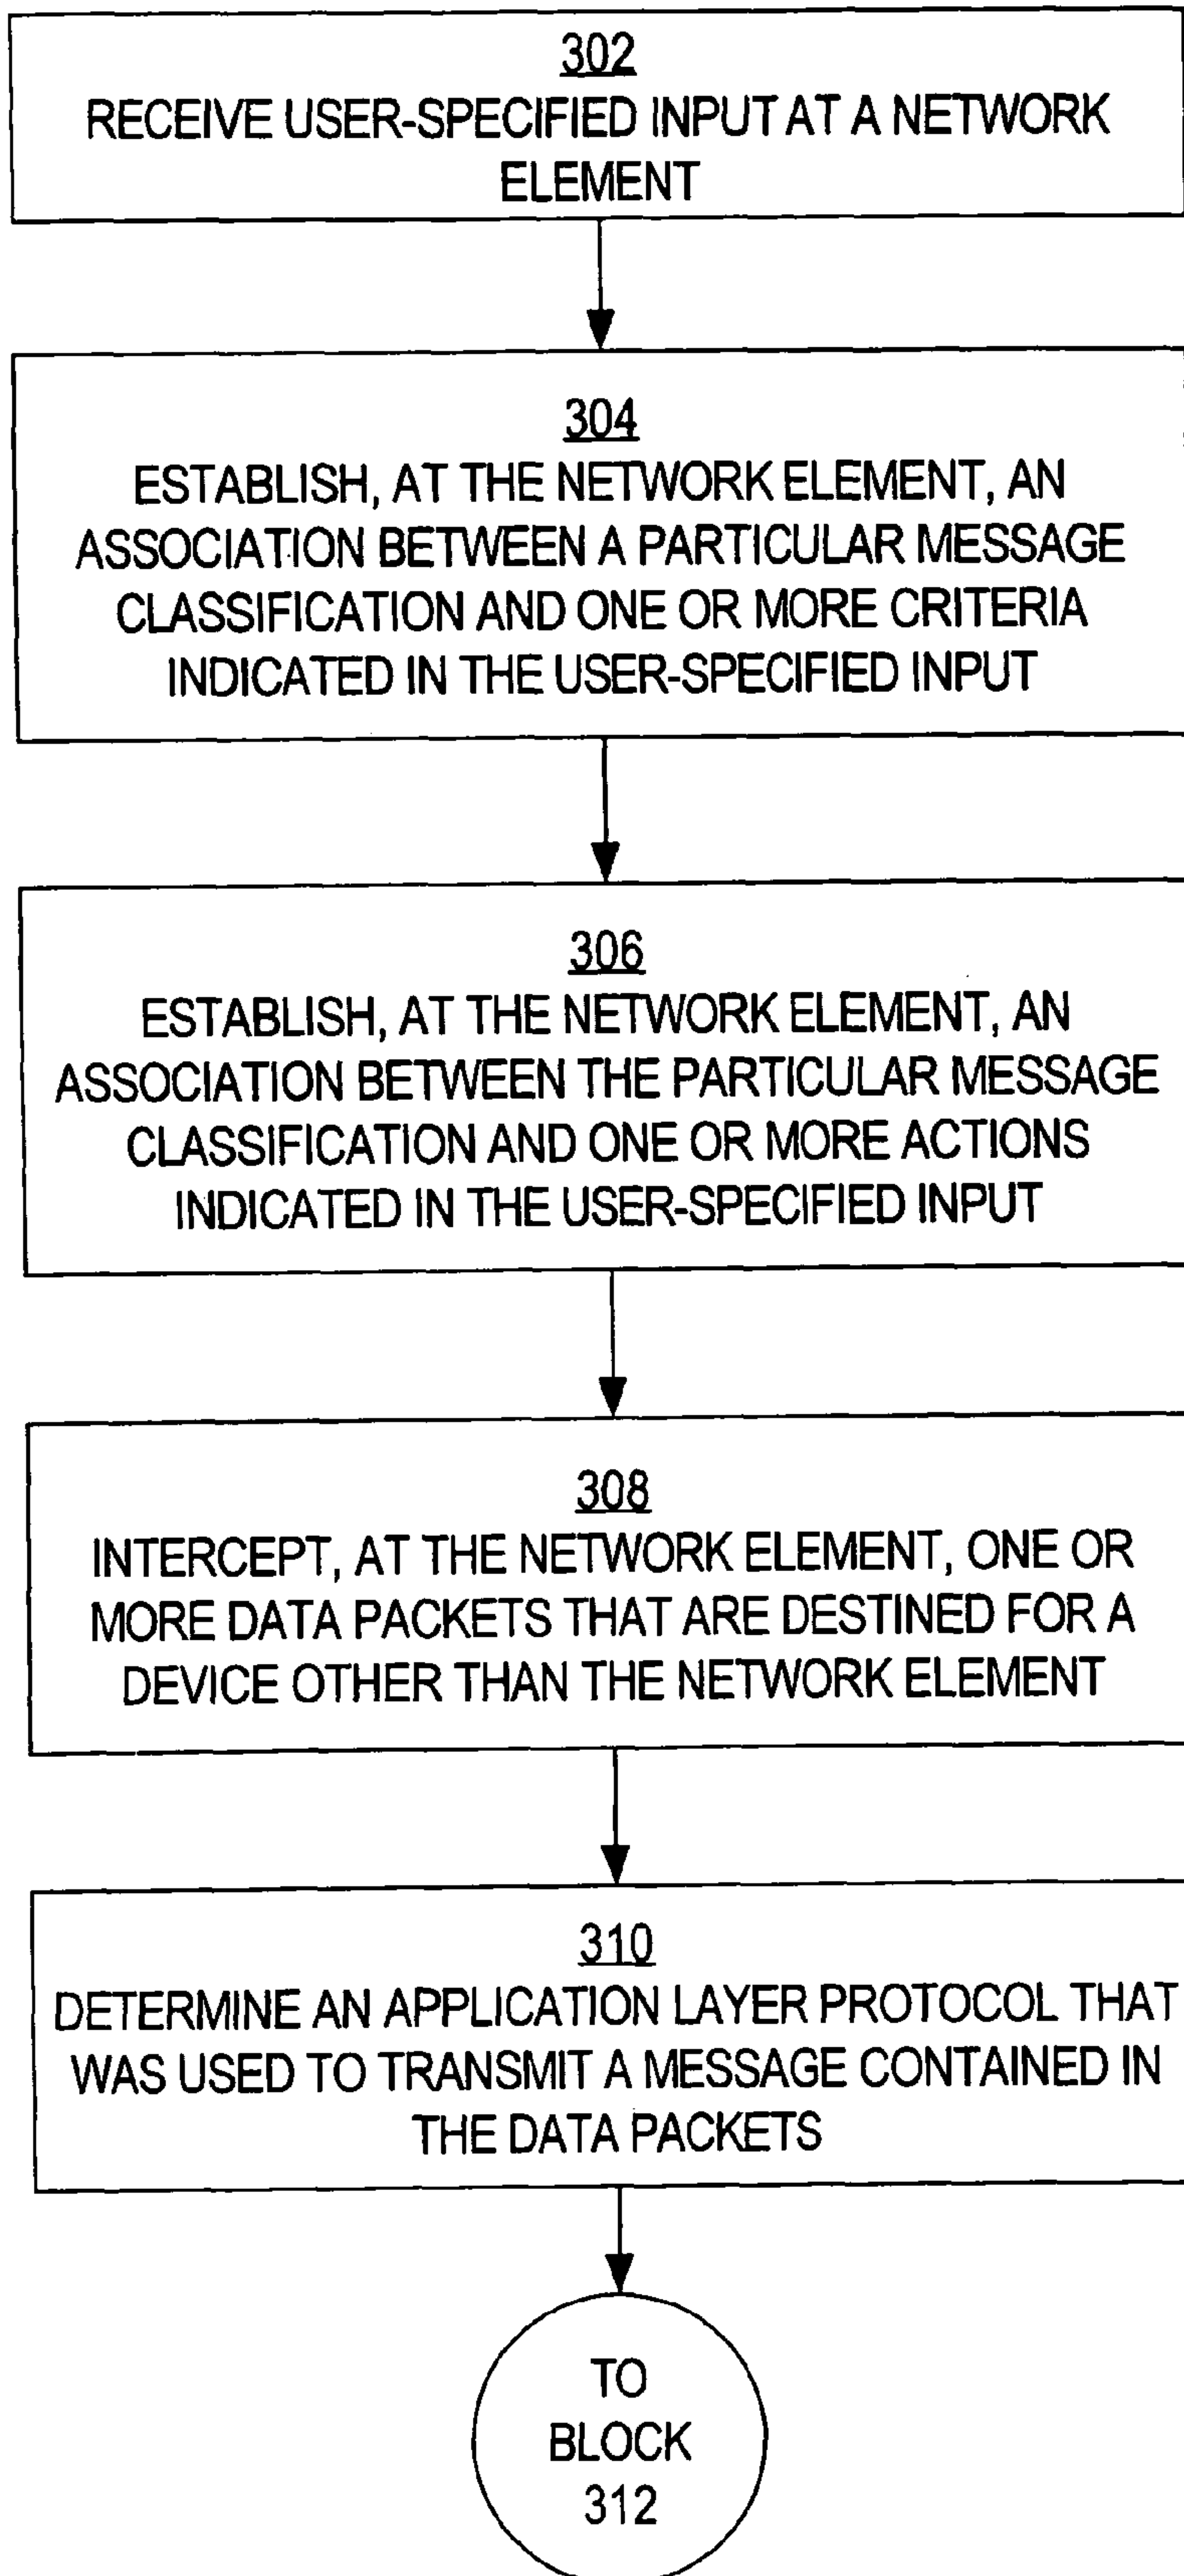 302
RECEIVE USER-SPECIFIED INPUT AT A NETWORK
ELEMENT
304
ESTABLISH, AT THE NETWORK ELEMENT, AN
ASSOCIATION BETWEEN A PARTICULAR MESSAGE
CLASSIFICATION AND ONE OR MORE CRITERIA
INDICATED IN THE USER-SPECIFIED INPUT
306
ESTABLISH, AT THE NETWORK ELEMENT, AN
ASSOCIATION BETWEEN THE PARTICULAR MESSAGE
CLASSIFICATION AND ONE OR MORE ACTIONS
INDICATED IN THE USER-SPECIFIED INPUT
308
INTERCEPT, AT THE NETWORK ELEMENT, ONE OR
MORE DATA PACKETS THAT ARE DESTINED FOR A
DEVICE OTHER THAN THE NETWORK ELEMENT
310
DETERMINE AN APPLICATION LAYER PROTOCOL THAT
WAS USED TO TRANSMIT A MESSAGE CONTAINED IN
THE DATA PACKETS
TO
BLOCK
312